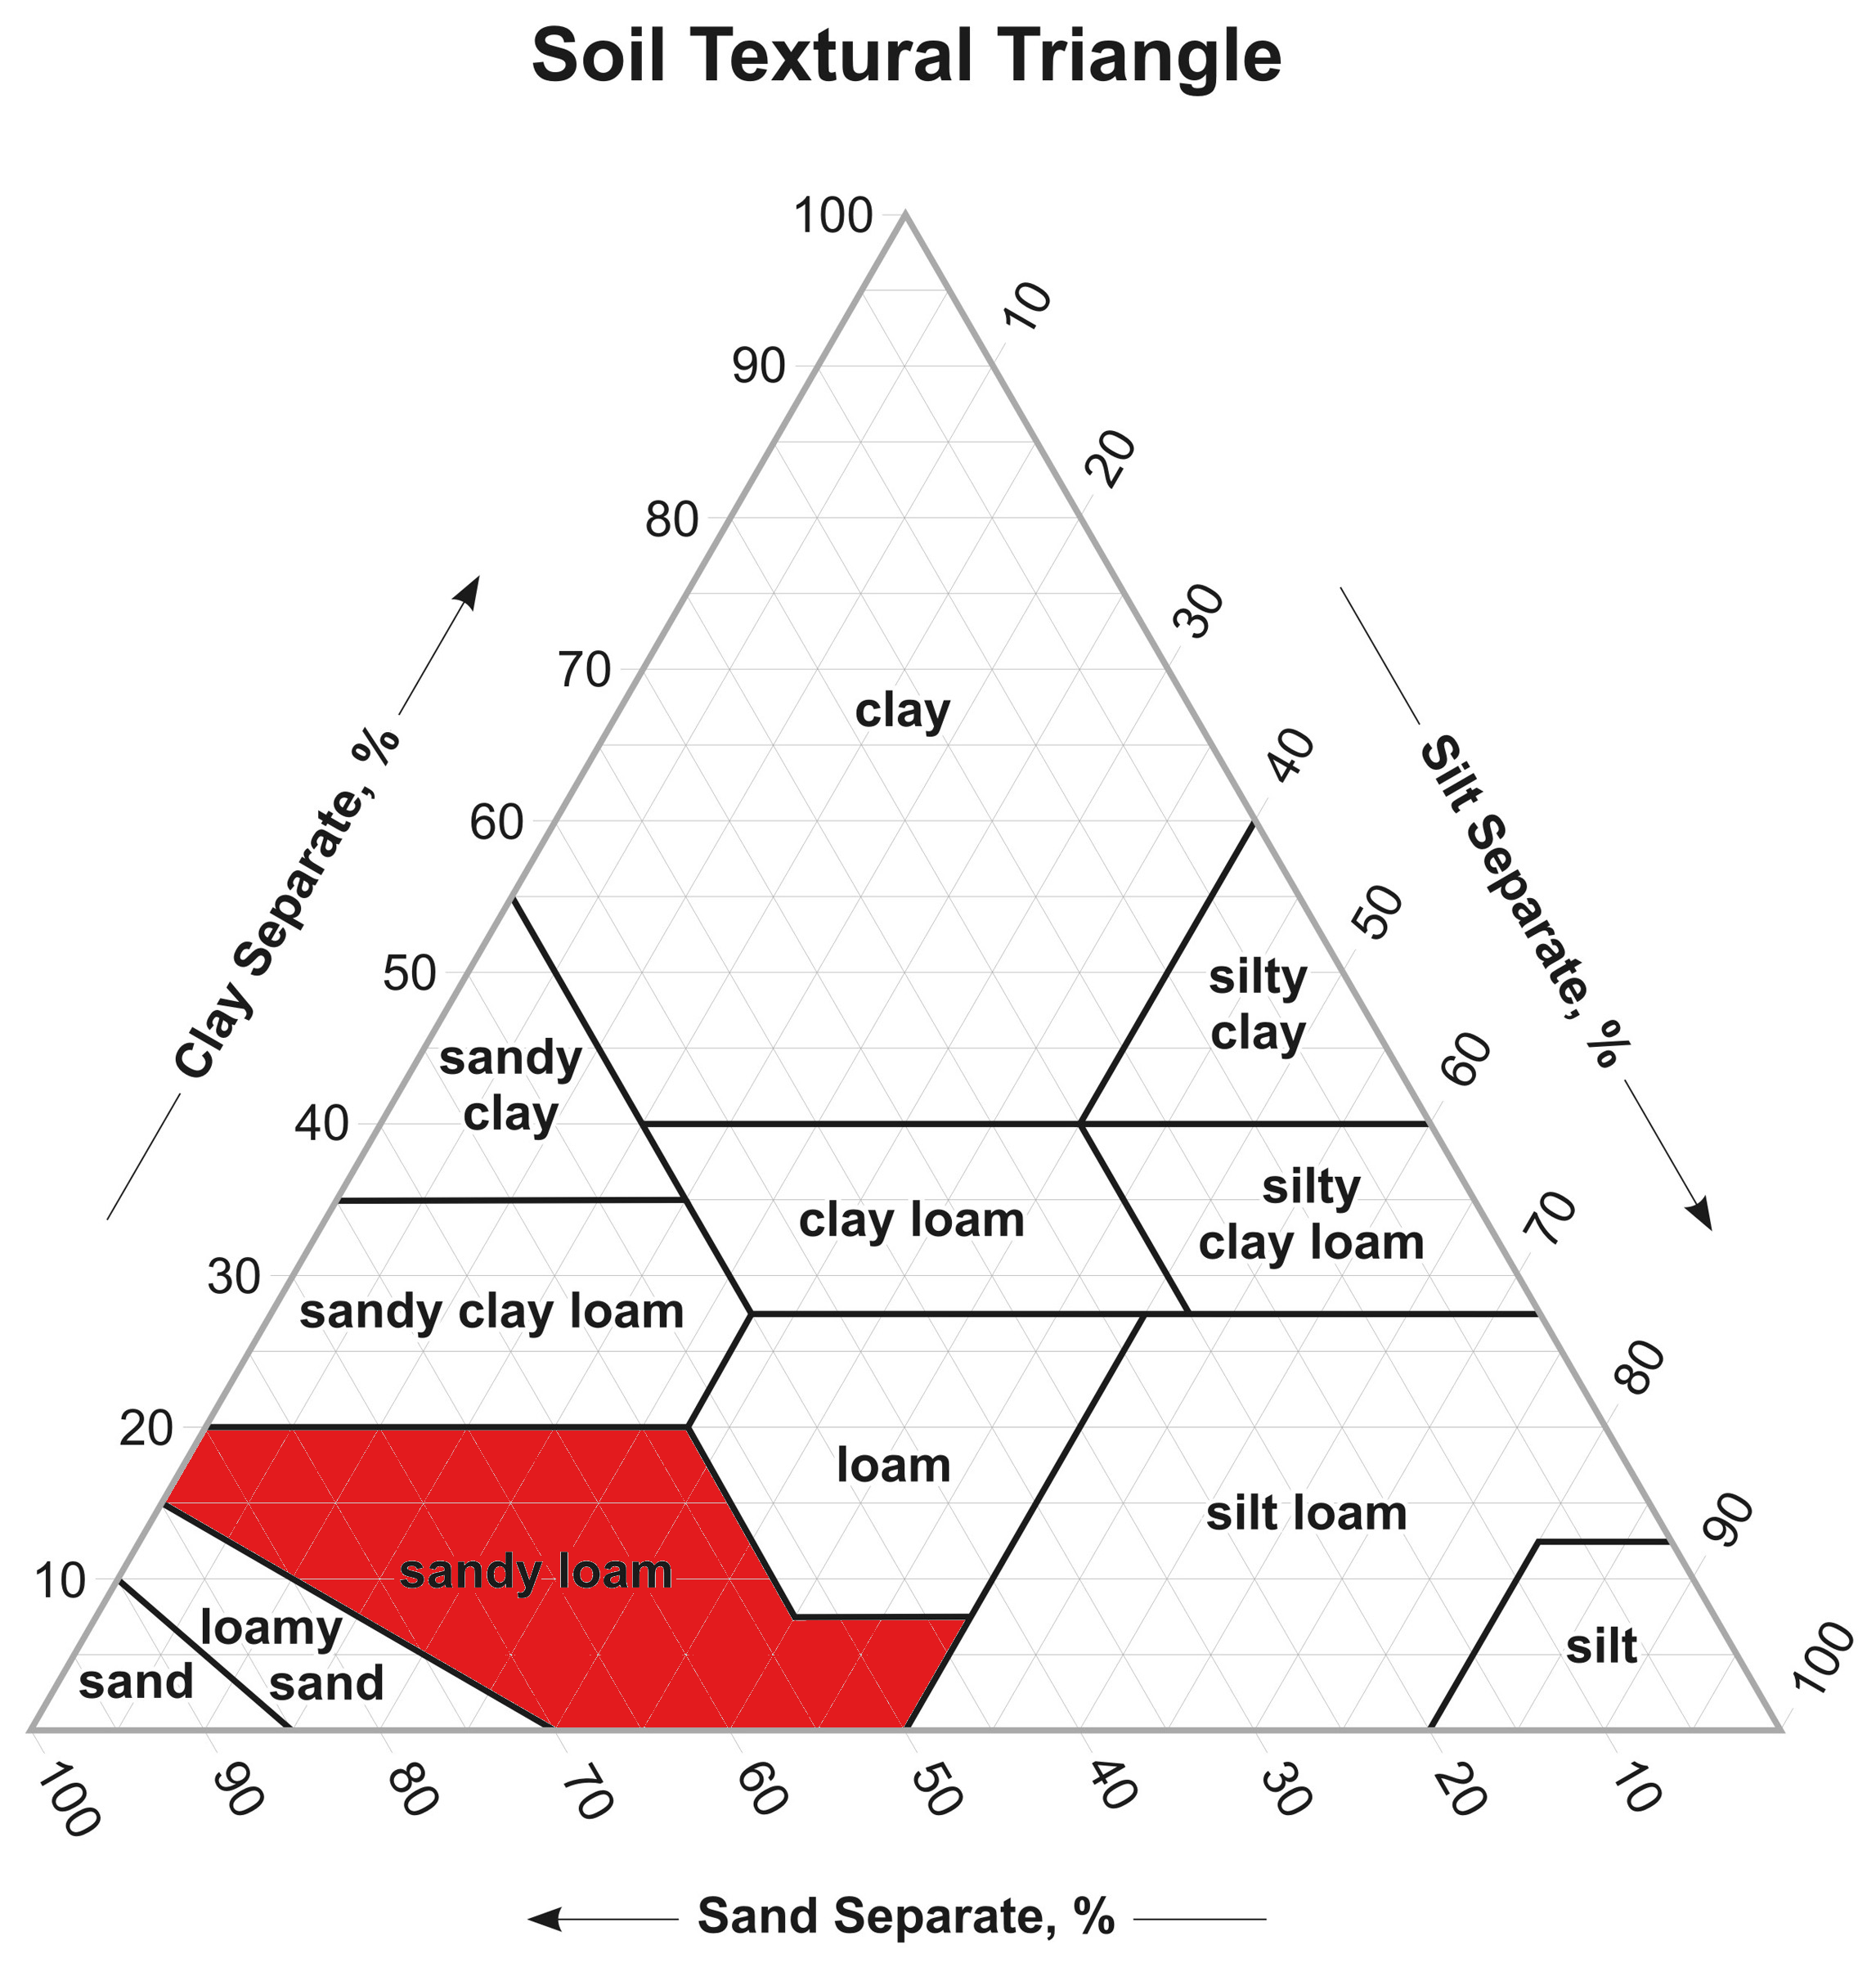 Soil Textural Triangle
100
10
90
20
80
30
70
clay
40
60
50
silty
clay
50
sandy
clay
60
40
silty
clay loam
clay loam
70
30
sandy clay loam
80
20
loam
silt loam
90
sandy loam
10
loamy
sand
sand
silt
100
Clay Separate, %
Silt Separate, %
100
90
80
70
60
50
40
30
20
10
Sand Separate, %